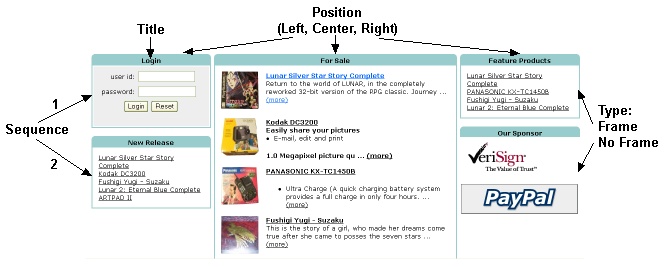 Position
(Left, Center, Right)
Title
Login
user id:
password:
Login Reset
1
Sequence
2
New Release
Lunar Silver Star Story
Complete
Kodak DC3200
Fushigi Yugi - Suzaku
Lunar 2: Eternal Blue Complete
ARTPAD II
For Sale
Lunar Silver Star Story Complete
Return to the world of LUNAR, in the completely
reworked 32-bit version of the RPG classic. Journey ...
(more)
Kodak DC3200
Easily share your pictures
• E-mail, edit and print
1.0 Megapixel picture qu ... (more)
PANASONIC KX-TC1450B
• Ultra Charge (A quick charging battery system
provides a full charge in only four hours. ...
(more)
Fushigi Yugi - Suzaku
This is the story of a girl, who made her dreams come
true after she came to posses the seven stars ...
(more)
Feature Products
Lunar Silver Star Story
Complete
PANASONIC KX-TC1450B
Fushigi Yugi - Suzaku
Lunar 2: Eternal Blue Complete
Our Sponsor
VeriSign
The Value of Trust™
PayPal
Type:
Frame
No Frame